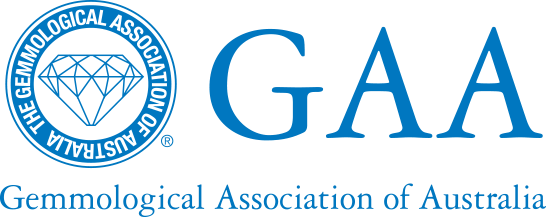 THE GEMMOLOGICAL ASSOCIATION OF AUSTRALIA
®
GAA
Gemmological Association of Australia